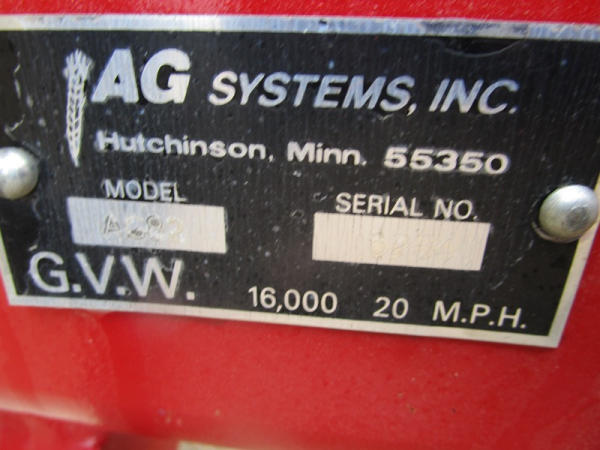 AG SYSTEMS, INC.
Hutchinson, Minn. 55350
MODEL SERIAL NO.
G.V.W. 16,000 20 M.P.H.